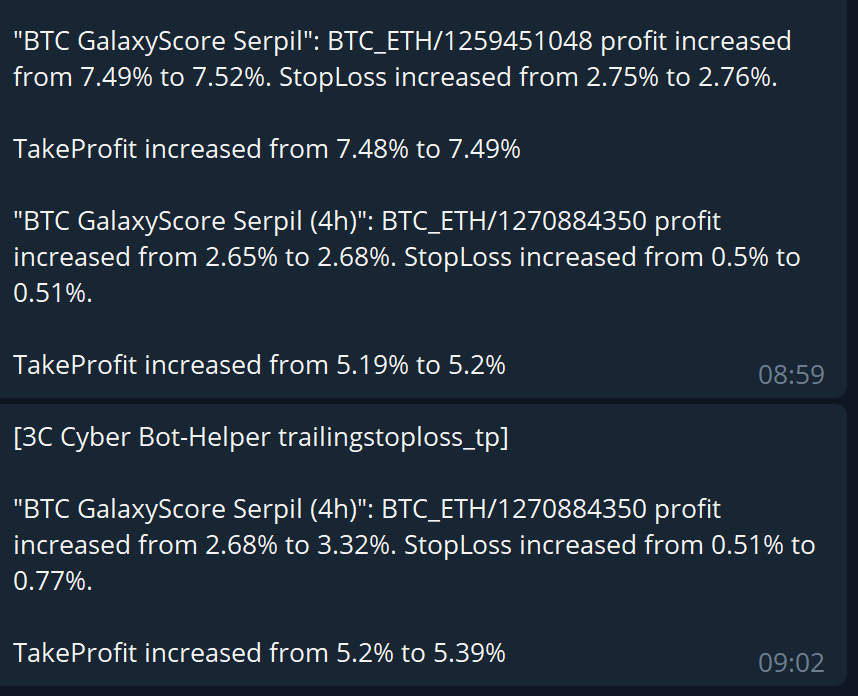 "BTC GalaxyScore Serpil": BTC_ETH/1259451048 profit increased
from 7.49% to 7.52%. StopLoss increased from 2.75% to 2.76%.
TakeProfit increased from 7.48% to 7.49%
"BTC GalaxyScore Serpil (4h)": BTC_ETH/1270884350 profit
increased from 2.65% to 2.68%. StopLoss increased from 0.5% to
0.51%.
TakeProfit increased from 5.19% to 5.2%
08:59
[3C Cyber Bot-Helper trailingstoploss_tp]
"BTC GalaxyScore Serpil (4h)": BTC_ETH/1270884350 profit
increased from 2.68% to 3.32%. StopLoss increased from 0.51% to
0.77%.
TakeProfit increased from 5.2% to 5.39%
09:02